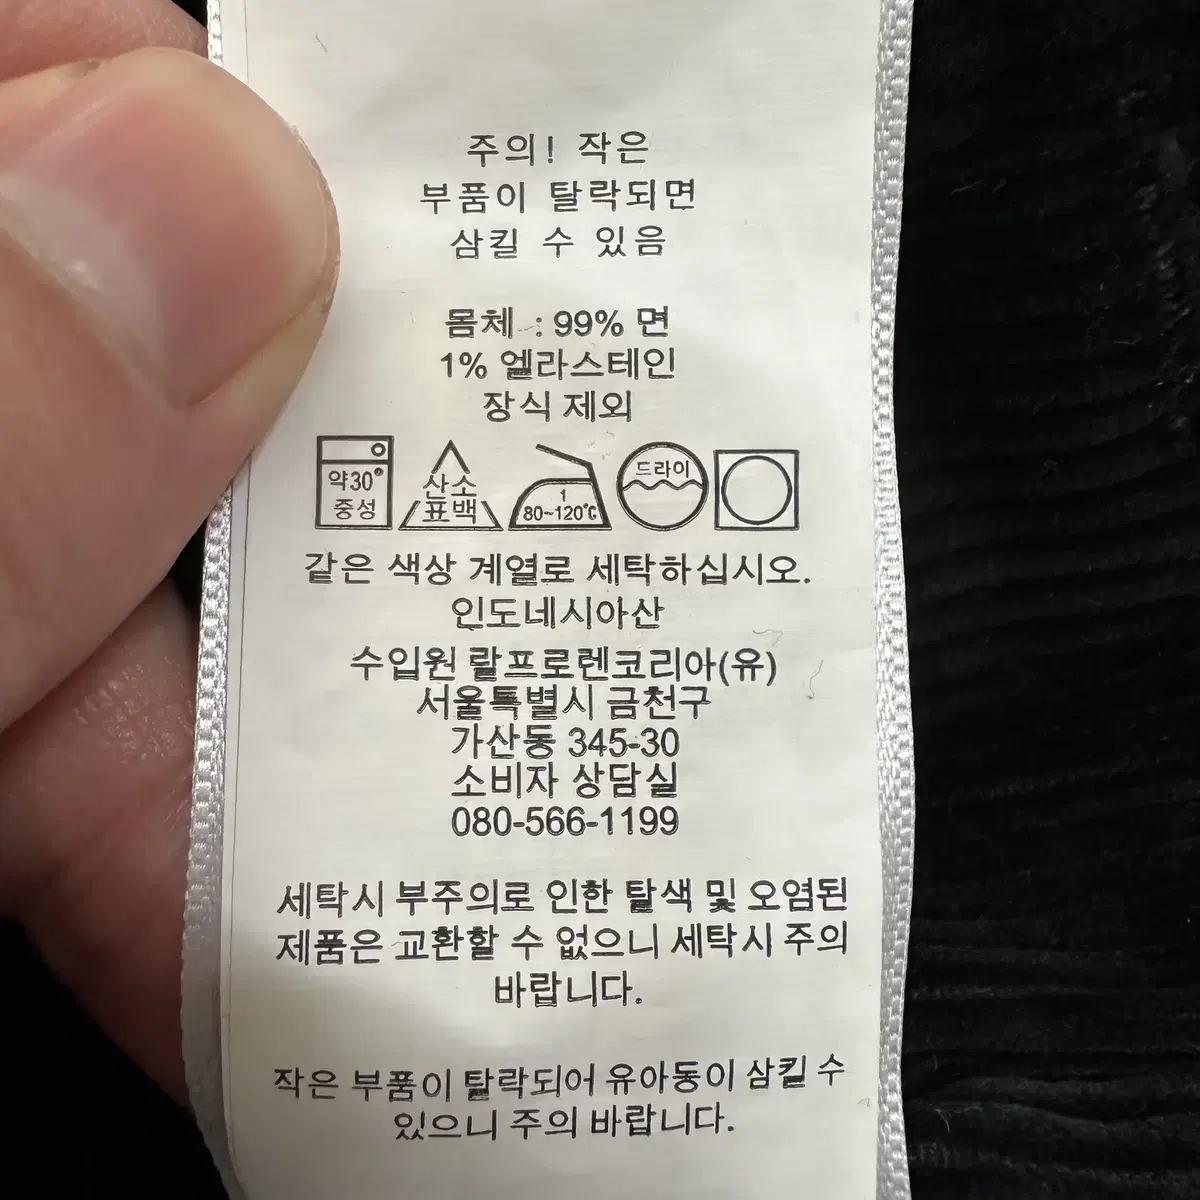 주의! 작은
부품이 탈락되면
삼킬 수 있음
몸체 : 99% 면
1% 엘라스테인
장식 제외
약30°
중성
산소
표백
1
80~120℃
드라이
같은 색상 계열로 세탁하십시오.
인도네시아산
수입원 랄프로렌코리아(유)
서울특별시 금천구
가산동 345-30
소비자 상담실
080-566-1199
세탁시 부주의로 인한 탈색 및 오염된
제품은 교환할 수 없으니 세탁시 주의
바랍니다.
작은 부품이 탈락되어 유아동이 삼킬 수
있으니 주의 바랍니다.